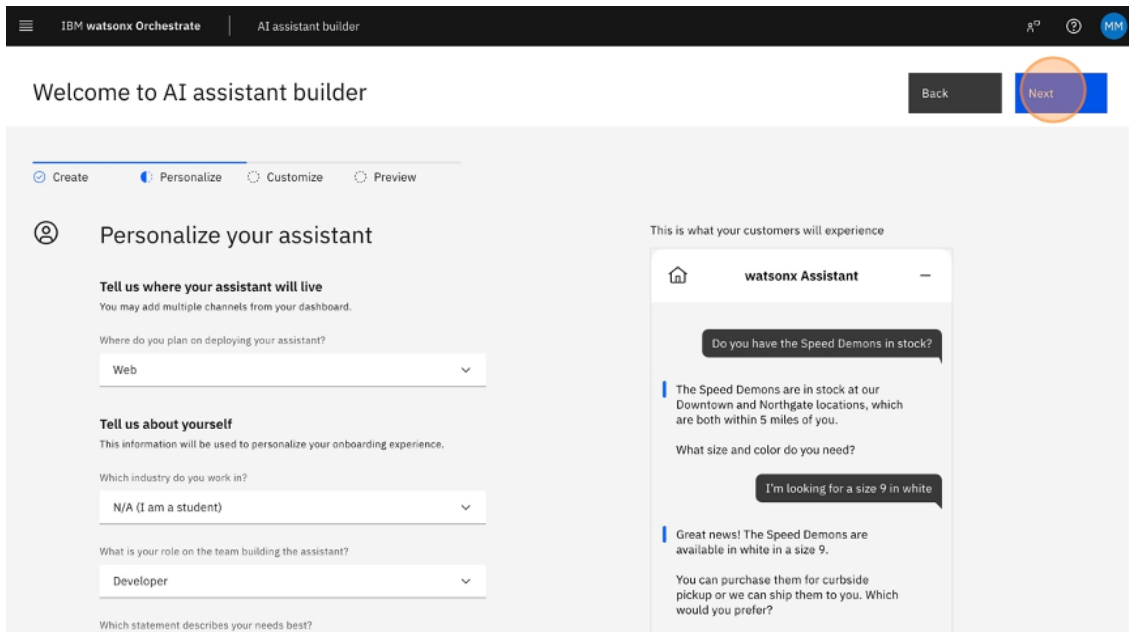 IBM watsonx Orchestrate
AI assistant builder
MM
Welcome to AI assistant builder
Back
Next
Create
Personalize
Customize
Preview
Personalize your assistant
Tell us where your assistant will live
You may add multiple channels from your dashboard.
Where do you plan on deploying your assistant?
Web
Tell us about yourself
This information will be used to personalize your onboarding experience.
Which industry do you work in?
N/A (I am a student)
What is your role on the team building the assistant?
Developer
Which statement describes your needs best?
This is what your customers will experience
watsonx Assistant
Do you have the Speed Demons in stock?
The Speed Demons are in stock at our
Downtown and Northgate locations, which
are both within 5 miles of you.
What size and color do you need?
I'm looking for a size 9 in white
Great news! The Speed Demons are
available in white in a size 9.
You can purchase them for curbside
pickup or we can ship them to you. Which
would you prefer?